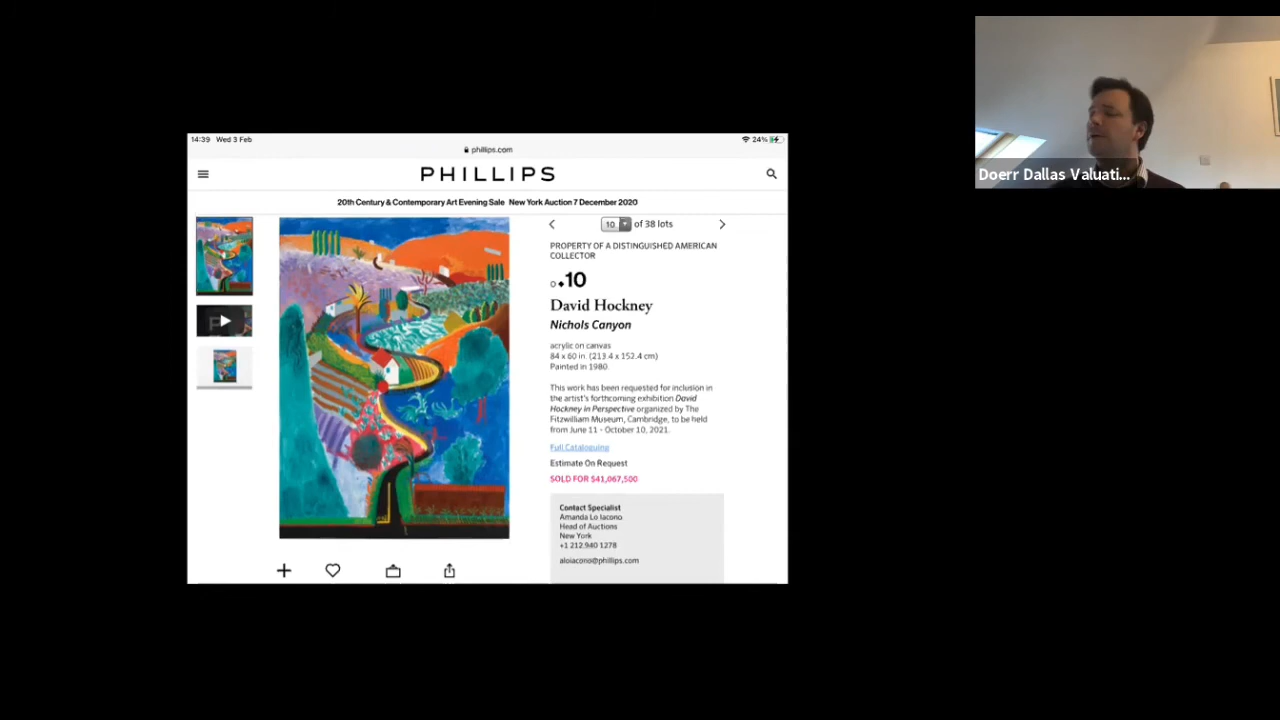 14:39 Wed 3 Feb
24%
phillips.com
PHILLIPS
20th Century & Contemporary Art Evening Sale New York Auction 7 December 2020
10 of 38 lots
PROPERTY OF A DISTINGUISHED AMERICAN
COLLECTOR
10
David Hockney
Nichols Canyon
acrylic on canvas
84 x 60 in. (213.4 x 152.4 cm)
Painted in 1980.
This work has been requested for inclusion in
the artist's forthcoming exhibition David
Hockney in Perspective organized by The
Fitzwilliam Museum, Cambridge, to be held
from June 11 - October 10, 2021.
Full Cataloguing
Estimate On Request
SOLD FOR $41,067,500
Contact Specialist
Amanda Lo Iacono
Head of Auctions
New York
+1 212 940 1278
aloiacono@phillips.com
Doerr Dallas Valuati...